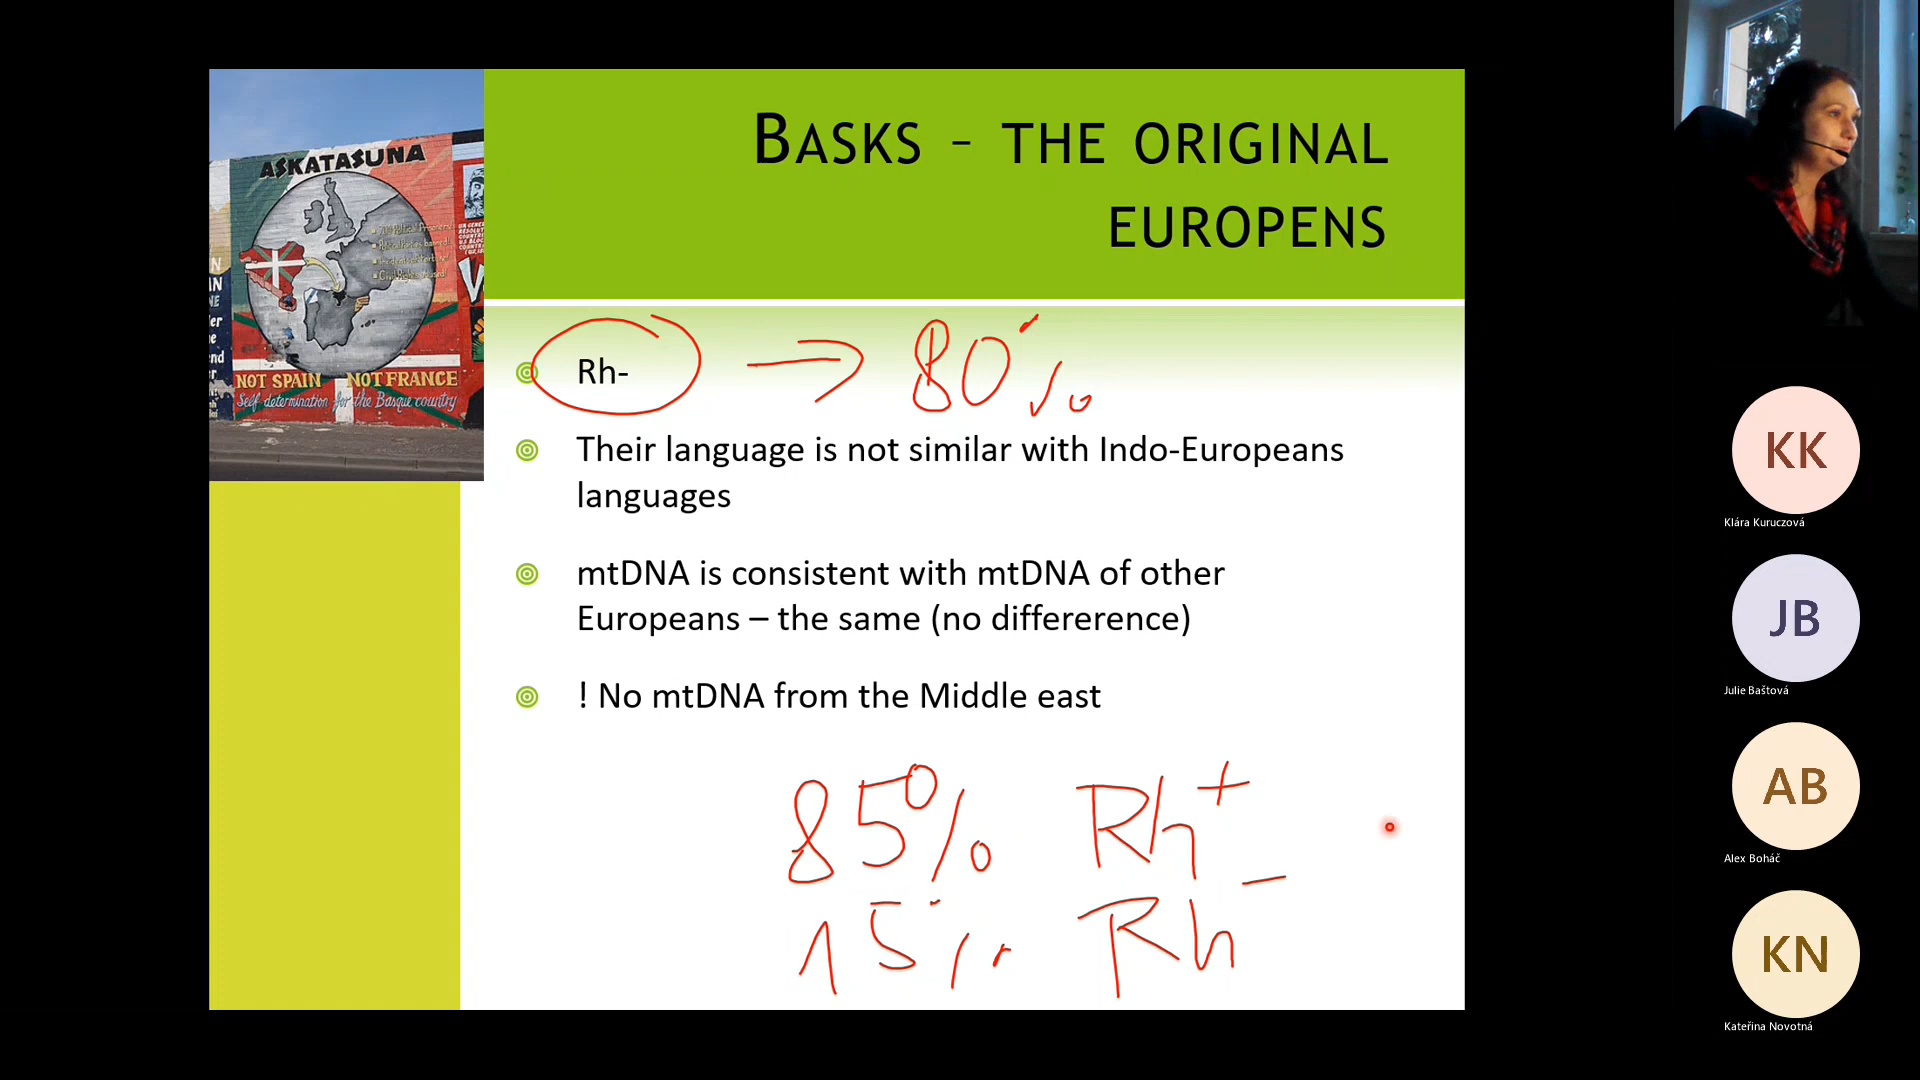 BASKS – THE ORIGINAL
EUROPENS
ASKATASUNA
NOT SPAIN NOT FRANCE
Self determination for the Basque country
Rh- → 80%
Their language is not similar with Indo-Europeans
languages
mtDNA is consistent with mtDNA of other
Europeans – the same (no differerence)
! No mtDNA from the Middle east
85% Rh+
15% Rh-
KK
Klára Kuruczová
JB
Julie Baštová
AB
Alex Boháč
KN
Kateřina Novotná